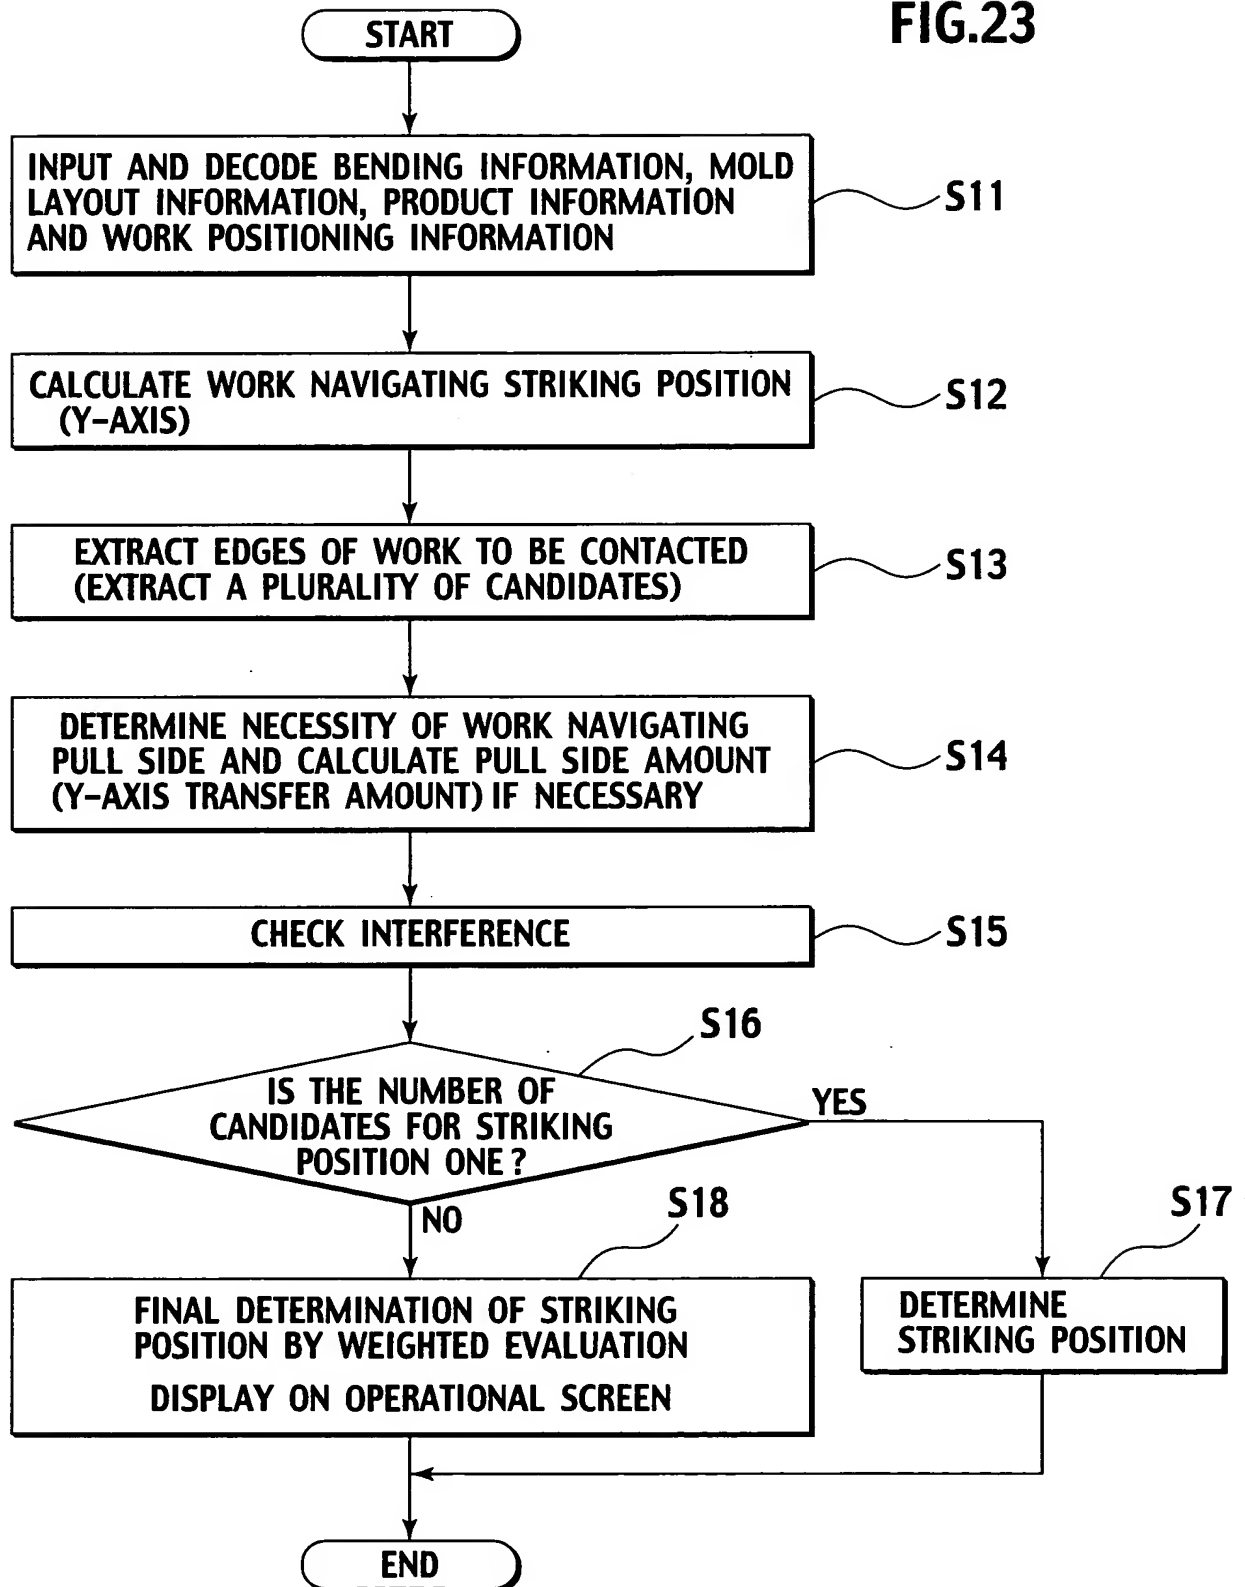 FIG.23
START
INPUT AND DECODE BENDING INFORMATION, MOLD
LAYOUT INFORMATION, PRODUCT INFORMATION
AND WORK POSITIONING INFORMATION
S11
CALCULATE WORK NAVIGATING STRIKING POSITION
(Y-AXIS)
S12
EXTRACT EDGES OF WORK TO BE CONTACTED
(EXTRACT A PLURALITY OF CANDIDATES)
S13
DETERMINE NECESSITY OF WORK NAVIGATING
PULL SIDE AND CALCULATE PULL SIDE AMOUNT
(Y-AXIS TRANSFER AMOUNT) IF NECESSARY
S14
CHECK INTERFERENCE
S15
S16
IS THE NUMBER OF
CANDIDATES FOR STRIKING
POSITION ONE?
YES
NO
S18
S17
FINAL DETERMINATION OF STRIKING
POSITION BY WEIGHTED EVALUATION
DISPLAY ON OPERATIONAL SCREEN
DETERMINE
STRIKING POSITION
END